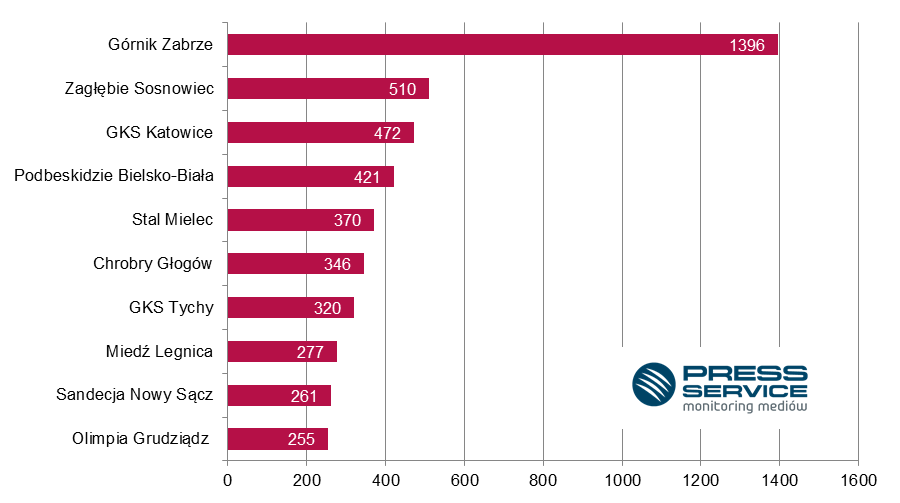 Górnik Zabrze 1396
Zagłębie Sosnowiec 510
GKS Katowice 472
Podbeskidzie Bielsko-Biała 421
Stal Mielec 370
Chrobry Głogów 346
GKS Tychy 320
Miedź Legnica 277
Sandecja Nowy Sącz 261
Olimpia Grudziądz 255
PRESS
SERVICE
monitoring mediów
0 200 400 600 800 1000 1200 1400 1600